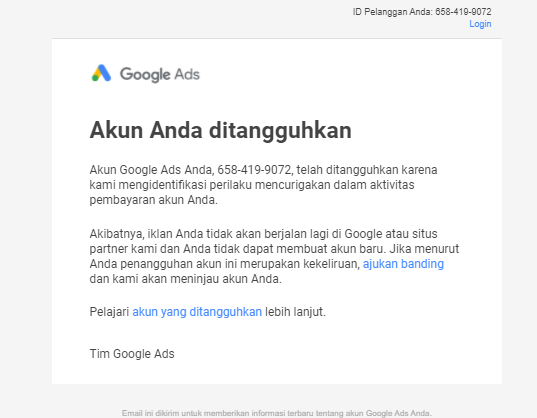 ID Pelanggan Anda: 658-419-9072
Login
Google Ads
Akun Anda ditangguhkan
Akun Google Ads Anda, 658-419-9072, telah ditangguhkan karena
kami mengidentifikasi perilaku mencurigakan dalam aktivitas
pembayaran akun Anda.
Akibatnya, iklan Anda tidak akan berjalan lagi di Google atau situs
partner kami dan Anda tidak dapat membuat akun baru. Jika menurut
Anda penangguhan akun ini merupakan kekeliruan, ajukan banding
dan kami akan meninjau akun Anda.
Pelajari akun yang ditangguhkan lebih lanjut.
Tim Google Ads
Email ini dikirim untuk memberikan informasi terbaru tentang akun Google Ads Anda.